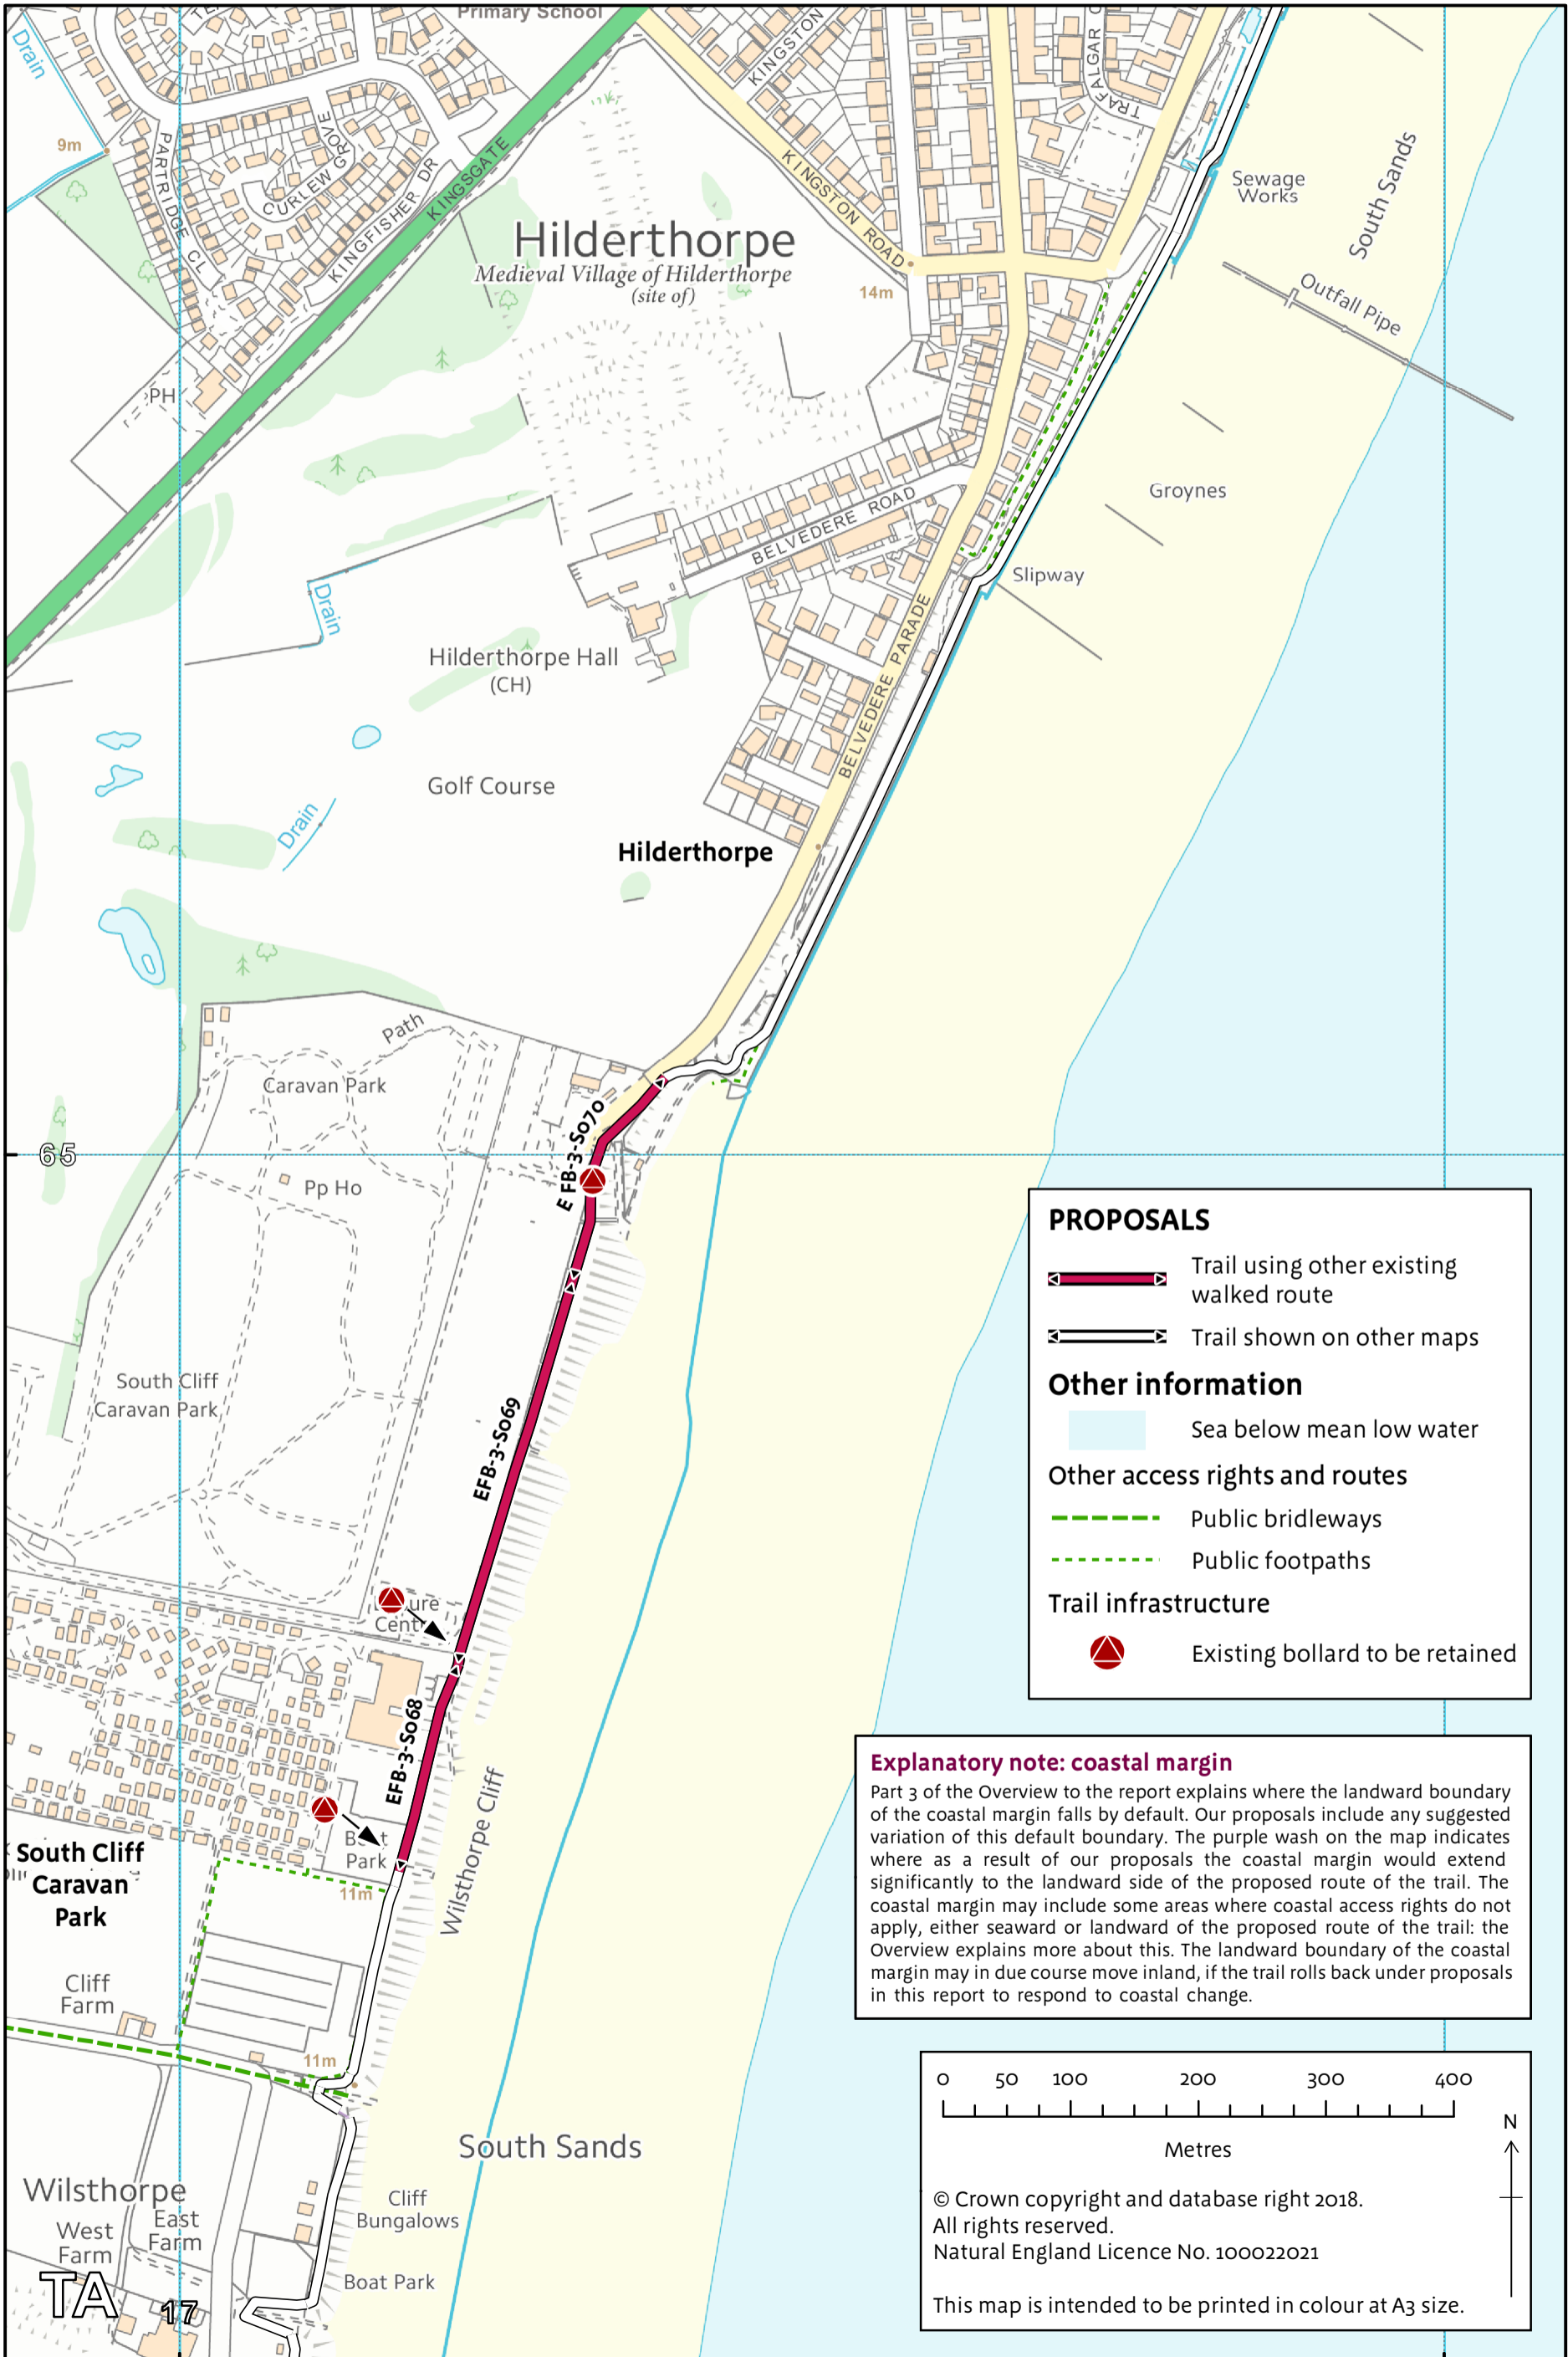 Primary School
Drain
TE
KINGSTON
TRAFALGAR C
9m
PARTRIDGE CL
CURLEW GROVE
KINGFISHER DR
KINGSGATE
KINGSTON ROAD
Sewage
Works
South Sands
Hilderthorpe
Medieval Village of Hilderthorpe
(site of)
14m
Outfall Pipe
PH
Groynes
BELVEDERE ROAD
Slipway
Drain
BELVEDERE PARADE
Hilderthorpe Hall
(CH)
Golf Course
Drain
Hilderthorpe
Path
Caravan Park
EFB-3-S070
65
Pp Ho
South Cliff
Caravan Park
EFB-3-S069
ure
Cent
EFB-3-S068
Wilsthorpe Cliff
B t
Park
South Cliff
Caravan
Park
11m
Cliff
Farm
11m
South Sands
Wilsthorpe
West
Farm
East
Farm
Cliff
Bungalows
Boat Park
TA
17
PROPOSALS
Trail using other existing
walked route
Trail shown on other maps
Other information
Sea below mean low water
Other access rights and routes
Public bridleways
Public footpaths
Trail infrastructure
Existing bollard to be retained
Explanatory note: coastal margin
Part 3 of the Overview to the report explains where the landward boundary
of the coastal margin falls by default. Our proposals include any suggested
variation of this default boundary. The purple wash on the map indicates
where as a result of our proposals the coastal margin would extend
significantly to the landward side of the proposed route of the trail. The
coastal margin may include some areas where coastal access rights do not
apply, either seaward or landward of the proposed route of the trail: the
Overview explains more about this. The landward boundary of the coastal
margin may in due course move inland, if the trail rolls back under proposals
in this report to respond to coastal change.
0 50 100 200 300 400
Metres
N
© Crown copyright and database right 2018.
All rights reserved.
Natural England Licence No. 100022021
This map is intended to be printed in colour at A3 size.